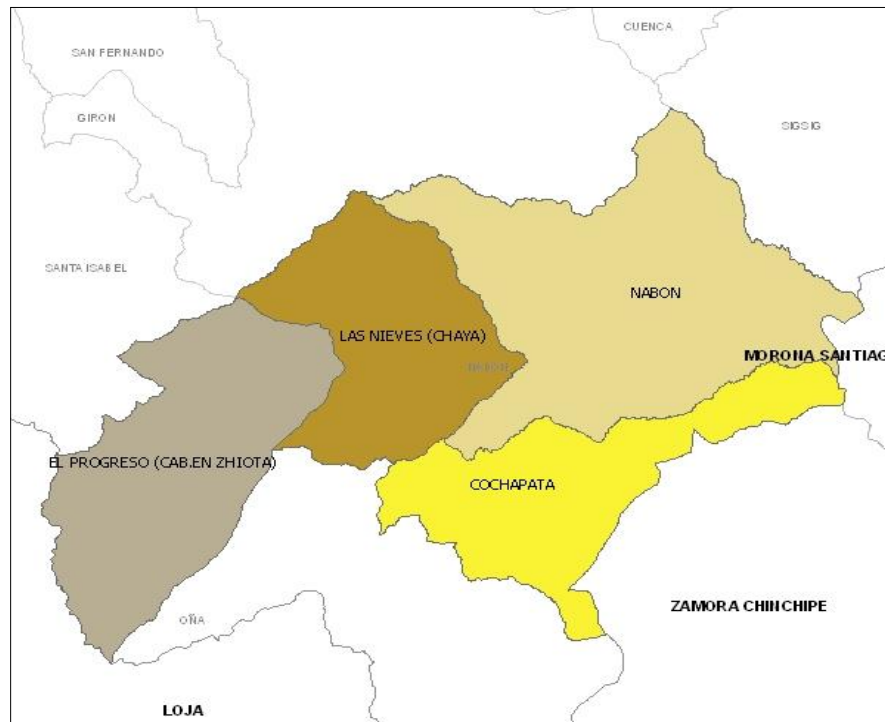 CUENCA
SAN FERNANDO
GIRON
SIGSIG
SANTA ISABEL
NABON
LAS NIEVES (CHAYA)
MORONA SANTIAG
NABON
EL PROGRESO (CAB.EN ZHIOTA)
COCHAPATA
ZAMORA CHINCHIPE
OÑA
LOJA